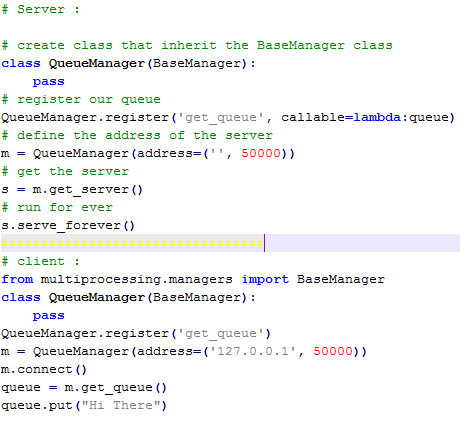 # Server :
# create class that inherit the BaseManager class
class QueueManager(BaseManager):
    pass
# register our queue
QueueManager.register('get_queue', callable=lambda:queue)
# define the address of the server
m = QueueManager(address=('', 50000))
# get the server
s = m.get_server()
# run for ever
s.serve_forever()
#################################
# client :
from multiprocessing.managers import BaseManager
class QueueManager(BaseManager):
    pass
QueueManager.register('get_queue')
m = QueueManager(address=('127.0.0.1', 50000))
m.connect()
queue = m.get_queue()
queue.put("Hi There")